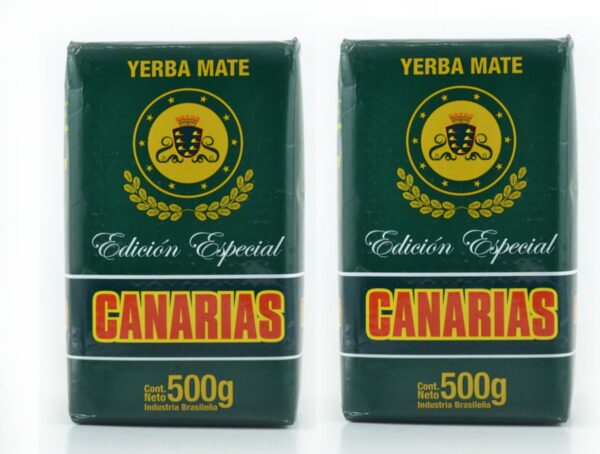 YERBA MATE
Edición Especial
CANARIAS
Cont.
Neto 500g
Industria Brasileña
YERBA MATE
Edición Especial
CANARIAS
Cont.
Neto 500g
Industria Brasileña